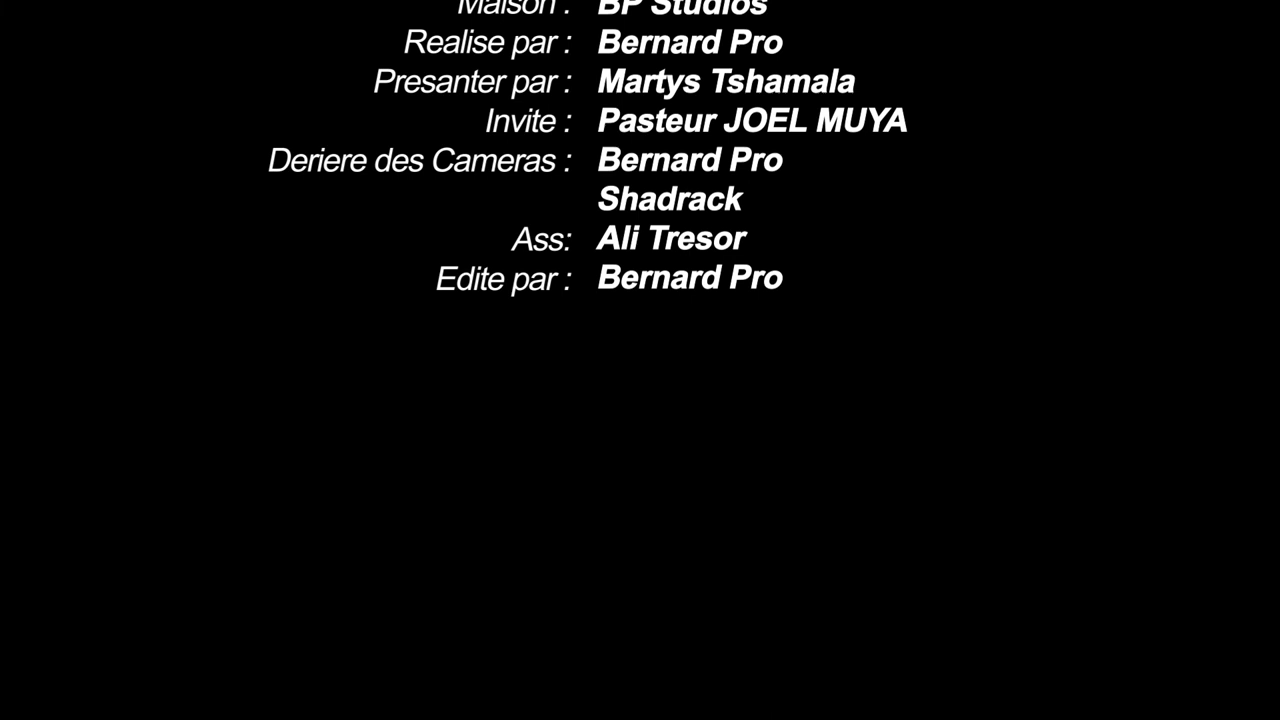 Maison : BP Studios
Realise par : Bernard Pro
Présanter par : Martys Tshamala
Invite : Pasteur JOEL MUYA
Deriere des Cameras : Bernard Pro
Shadrack
Ass: Ali Tresor
Edite par : Bernard Pro